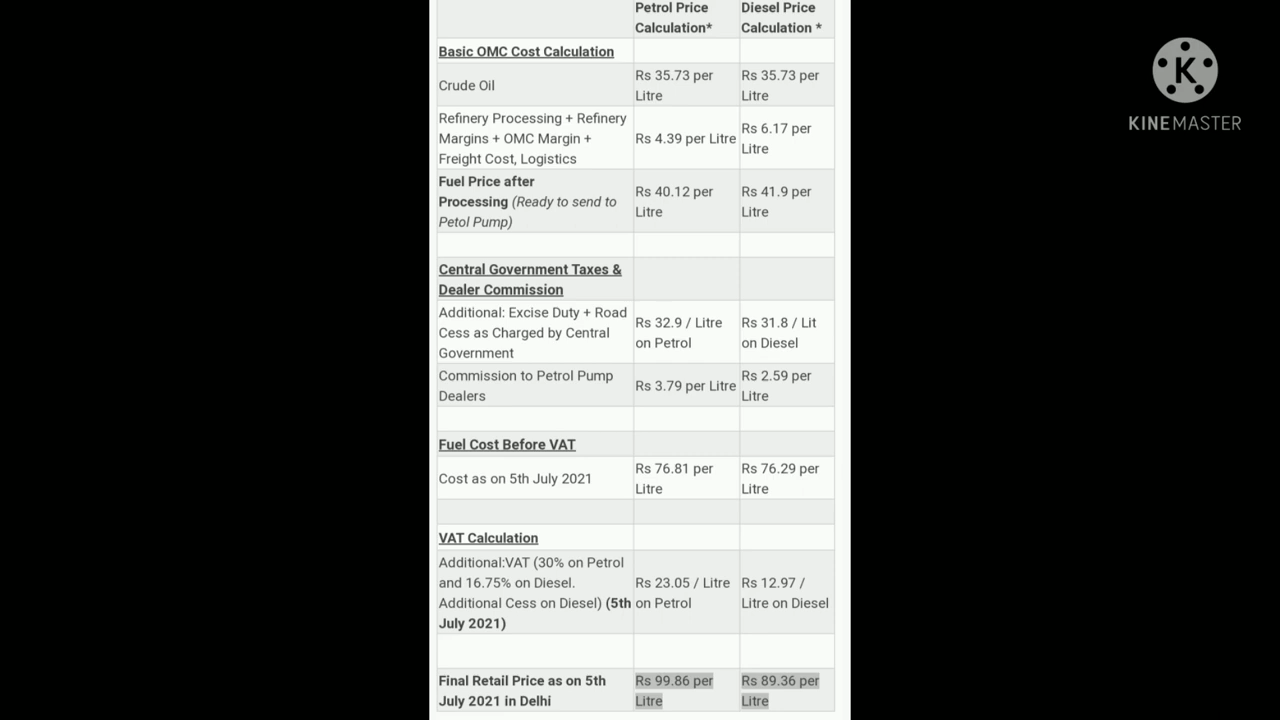 Petrol Price Diesel Price
Calculation* Calculation *
Basic OMC Cost Calculation
Crude Oil
Rs 35.73 per
Litre
Rs 35.73 per
Litre
Refinery Processing + Refinery
Margins + OMC Margin +
Freight Cost, Logistics
Rs 4.39 per Litre
Rs 6.17 per
Litre
Fuel Price after
Processing (Ready to send to
Petol Pump)
Rs 40.12 per
Litre
Rs 41.9 per
Litre
Central Government Taxes &
Dealer Commission
Additional: Excise Duty + Road
Cess as Charged by Central
Government
Rs 32.9 / Litre
on Petrol
Rs 31.8 / Lit
on Diesel
Commission to Petrol Pump
Dealers
Rs 3.79 per Litre
Rs 2.59 per
Litre
Fuel Cost Before VAT
Cost as on 5th July 2021
Rs 76.81 per
Litre
Rs 76.29 per
Litre
VAT Calculation
Additional:VAT (30% on Petrol
and 16.75% on Diesel.
Additional Cess on Diesel) (5th
July 2021)
Rs 23.05 / Litre
on Petrol
Rs 12.97 /
Litre on Diesel
Final Retail Price as on 5th
July 2021 in Delhi
Rs 99.86 per
Litre
Rs 89.36 per
Litre
K
KINEMASTER